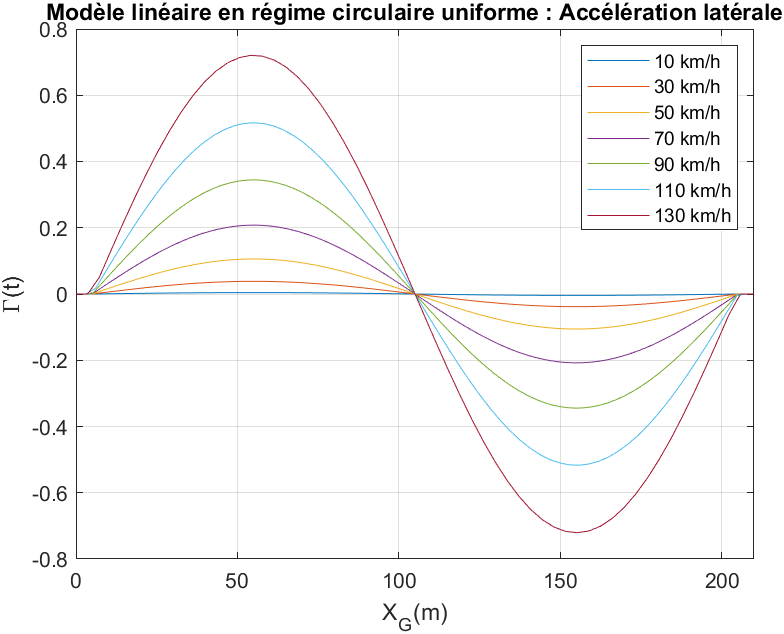 Modèle linéaire en régime circulaire uniforme : Accélération latérale
0.8
0.6
0.4
0.2
0
-0.2
-0.4
-0.6
-0.8
Γ(t)
10 km/h
30 km/h
50 km/h
70 km/h
90 km/h
110 km/h
130 km/h
0
50
100
150
200
X_G(m)